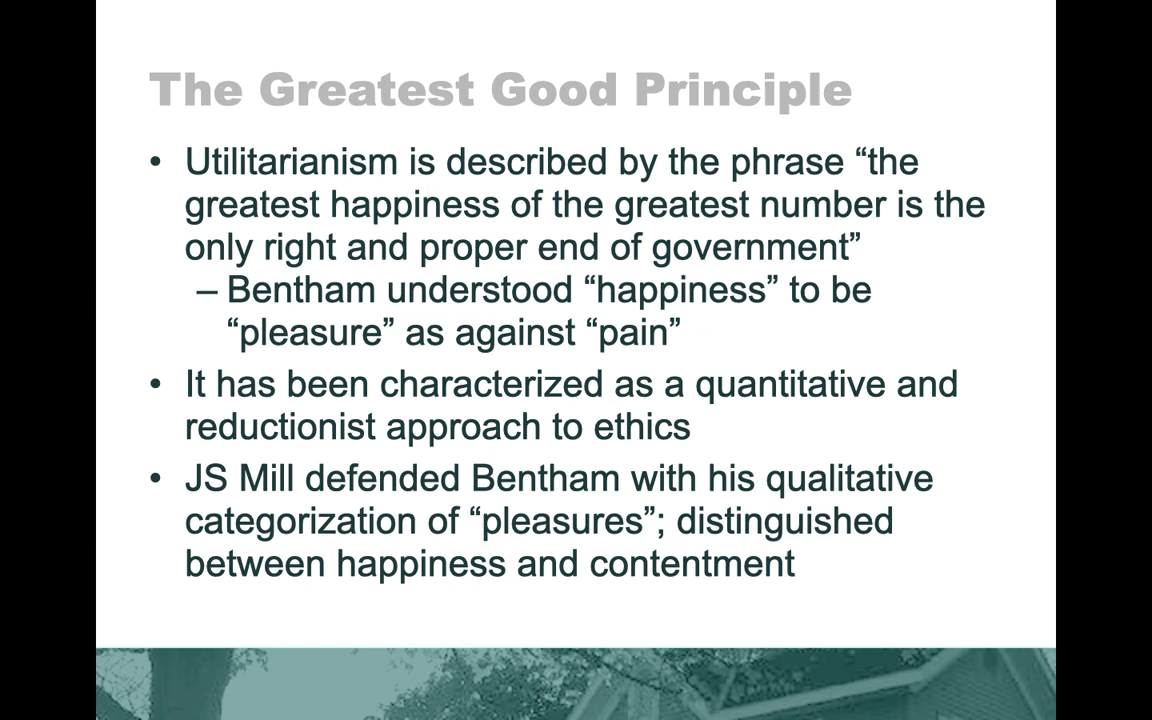 The Greatest Good Principle
• Utilitarianism is described by the phrase “the
greatest happiness of the greatest number is the
only right and proper end of government”
– Bentham understood “happiness” to be
“pleasure” as against “pain”
• It has been characterized as a quantitative and
reductionist approach to ethics
• JS Mill defended Bentham with his qualitative
categorization of “pleasures”; distinguished
between happiness and contentment